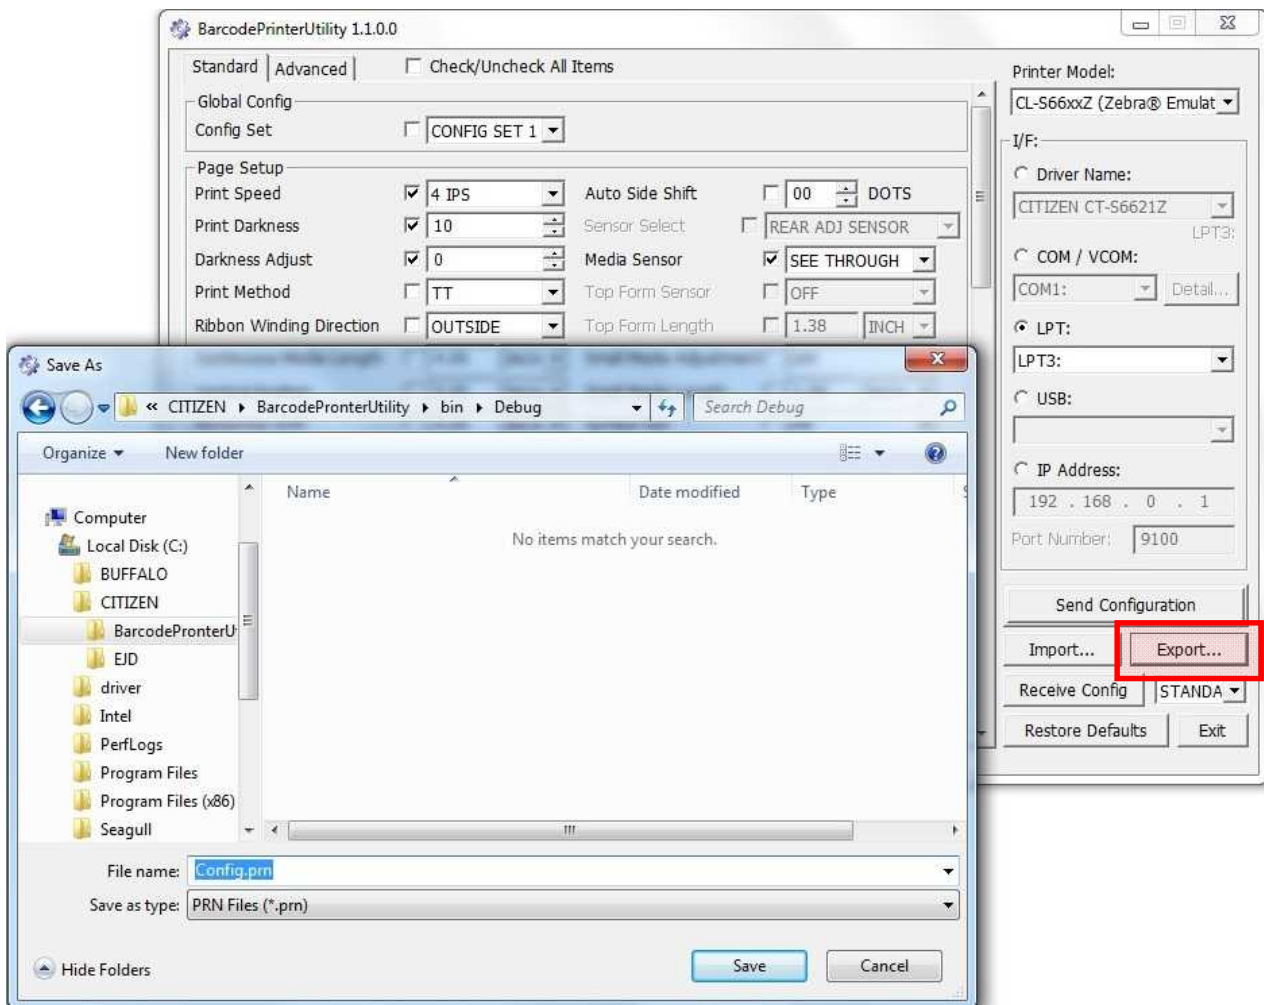 BarcodePrinterUtility 1.1.0.0
Standard Advanced Check/Uncheck All Items
Global Config
Config Set CONFIG SET 1
Page Setup
Print Speed 4 IPS Auto Side Shift 00 DOTS
Print Darkness 10 Sensor Select REAR ADJ SENSOR
Darkness Adjust 0 Media Sensor SEE THROUGH
Print Method TT Top Form Sensor OFF
Ribbon Winding Direction OUTSIDE Top Form Length 1.38 INCH
Printer Model:
CL-S66xxZ (Zebra® Emulat
I/F:
Driver Name:
CITIZEN CT-S6621Z
LPT3:
COM / VCOM:
COM1: Detail...
LPT:
LPT3:
USB:
IP Address:
192 . 168 . 0 . 1
Port Number: 9100
Send Configuration
Import... Export...
Receive Config STANDA
Restore Defaults Exit
Save As
« CITIZEN BarcodePronterUtility bin Debug Search Debug
Organize New folder
Name Date modified Type S
Computer
Local Disk (C:)
BUFFALO
CITIZEN
BarcodePronterU
EJD
driver
Intel
PerfLogs
Program Files
Program Files (x86)
Seagull
No items match your search.
File name: Config.prn
Save as type: PRN Files (*.prn)
Hide Folders Save Cancel